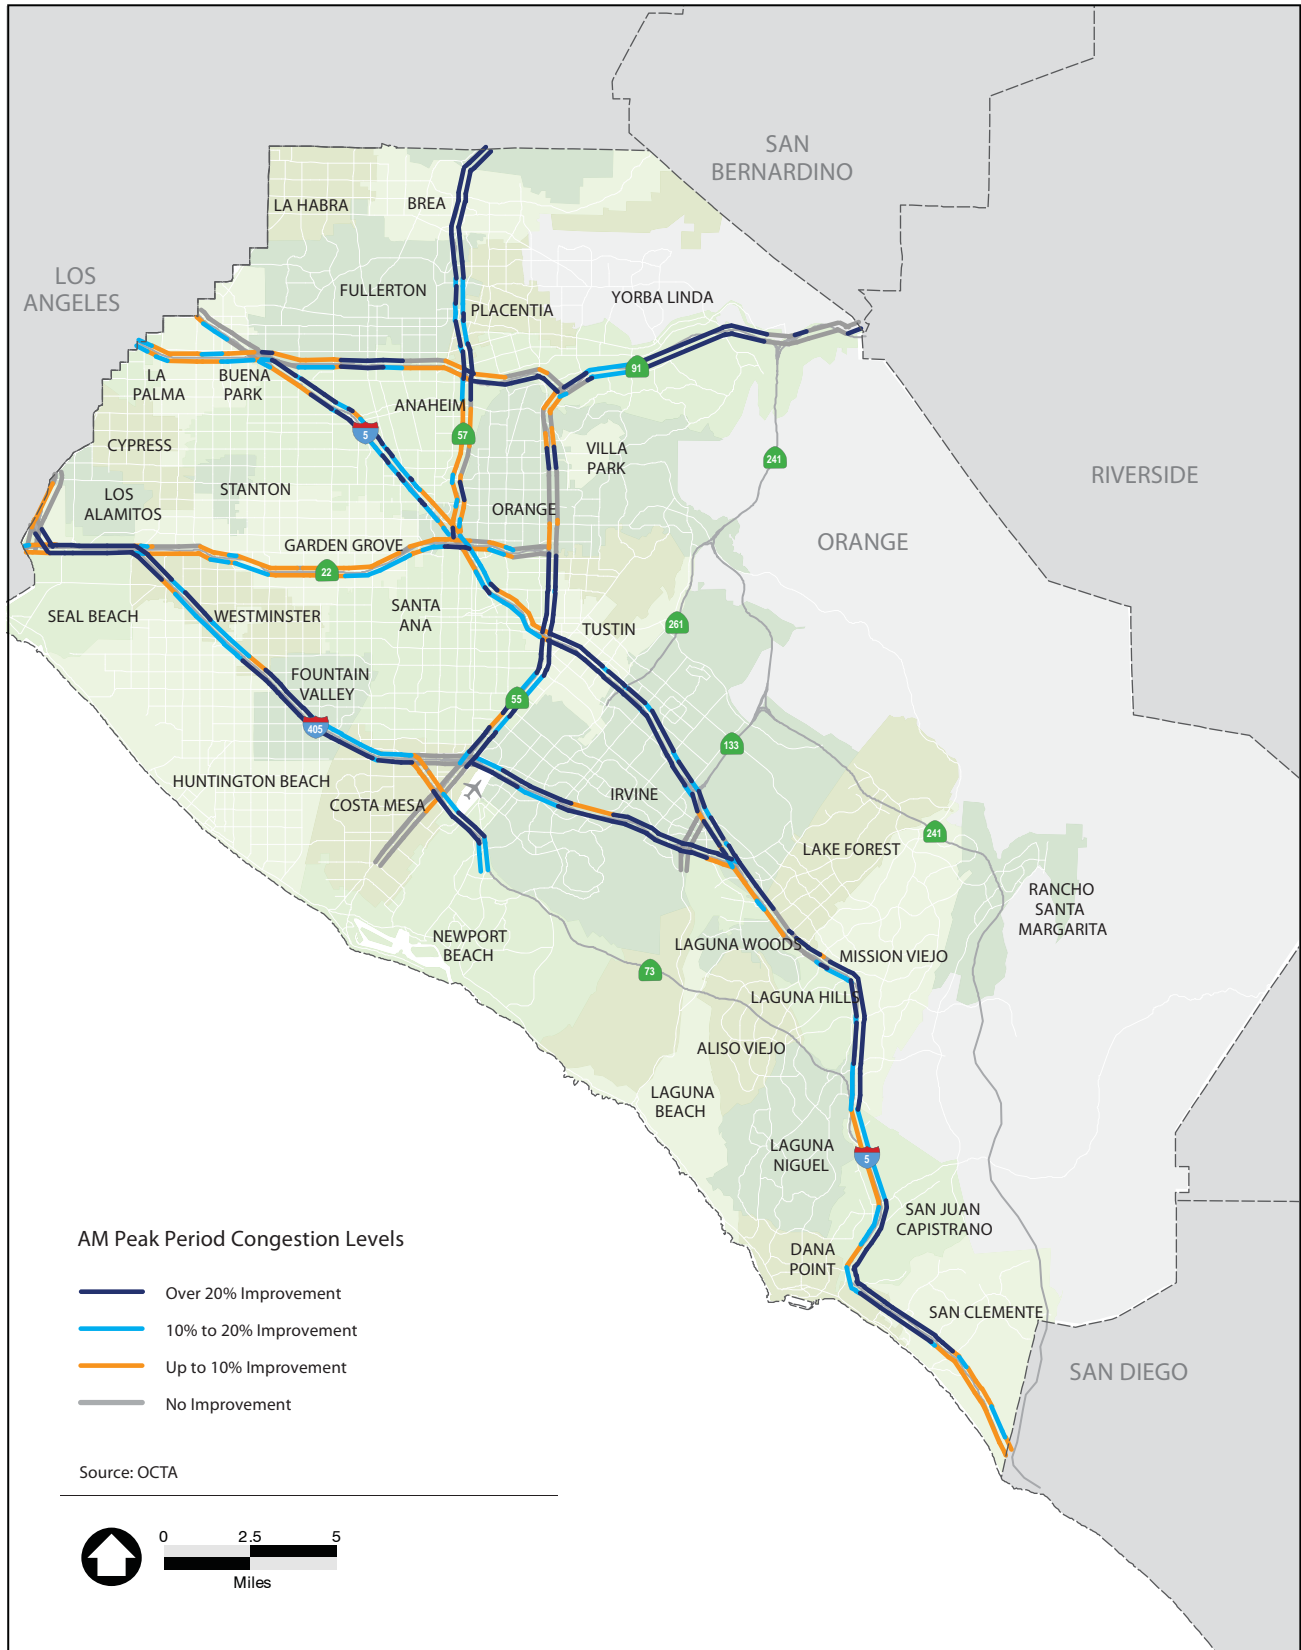 SAN
BERNARDINO
LA HABRA
BREA
LOS
ANGELES
FULLERTON
PLACENTIA
YORBA LINDA
91
LA
PALMA
BUENA
PARK
ANAHEIM
5
57
CYPRESS
VILLA
PARK
241
RIVERSIDE
STANTON
LOS
ALAMITOS
ORANGE
ORANGE
GARDEN GROVE
22
SEAL BEACH
WESTMINSTER
SANTA
ANA
TUSTIN
261
FOUNTAIN
VALLEY
55
405
133
HUNTINGTON BEACH
COSTA MESA
IRVINE
LAKE FOREST
241
RANCHO
SANTA
MARGARITA
NEWPORT
BEACH
LAGUNA WOODS
MISSION VIEJO
73
LAGUNA HILLS
ALISO VIEJO
LAGUNA
BEACH
LAGUNA
NIGUEL
5
SAN JUAN
CAPISTRANO
DANA
POINT
SAN CLEMENTE
SAN DIEGO
AM Peak Period Congestion Levels
Over 20% Improvement
10% to 20% Improvement
Up to 10% Improvement
No Improvement
Source: OCTA
0 2.5 5
Miles